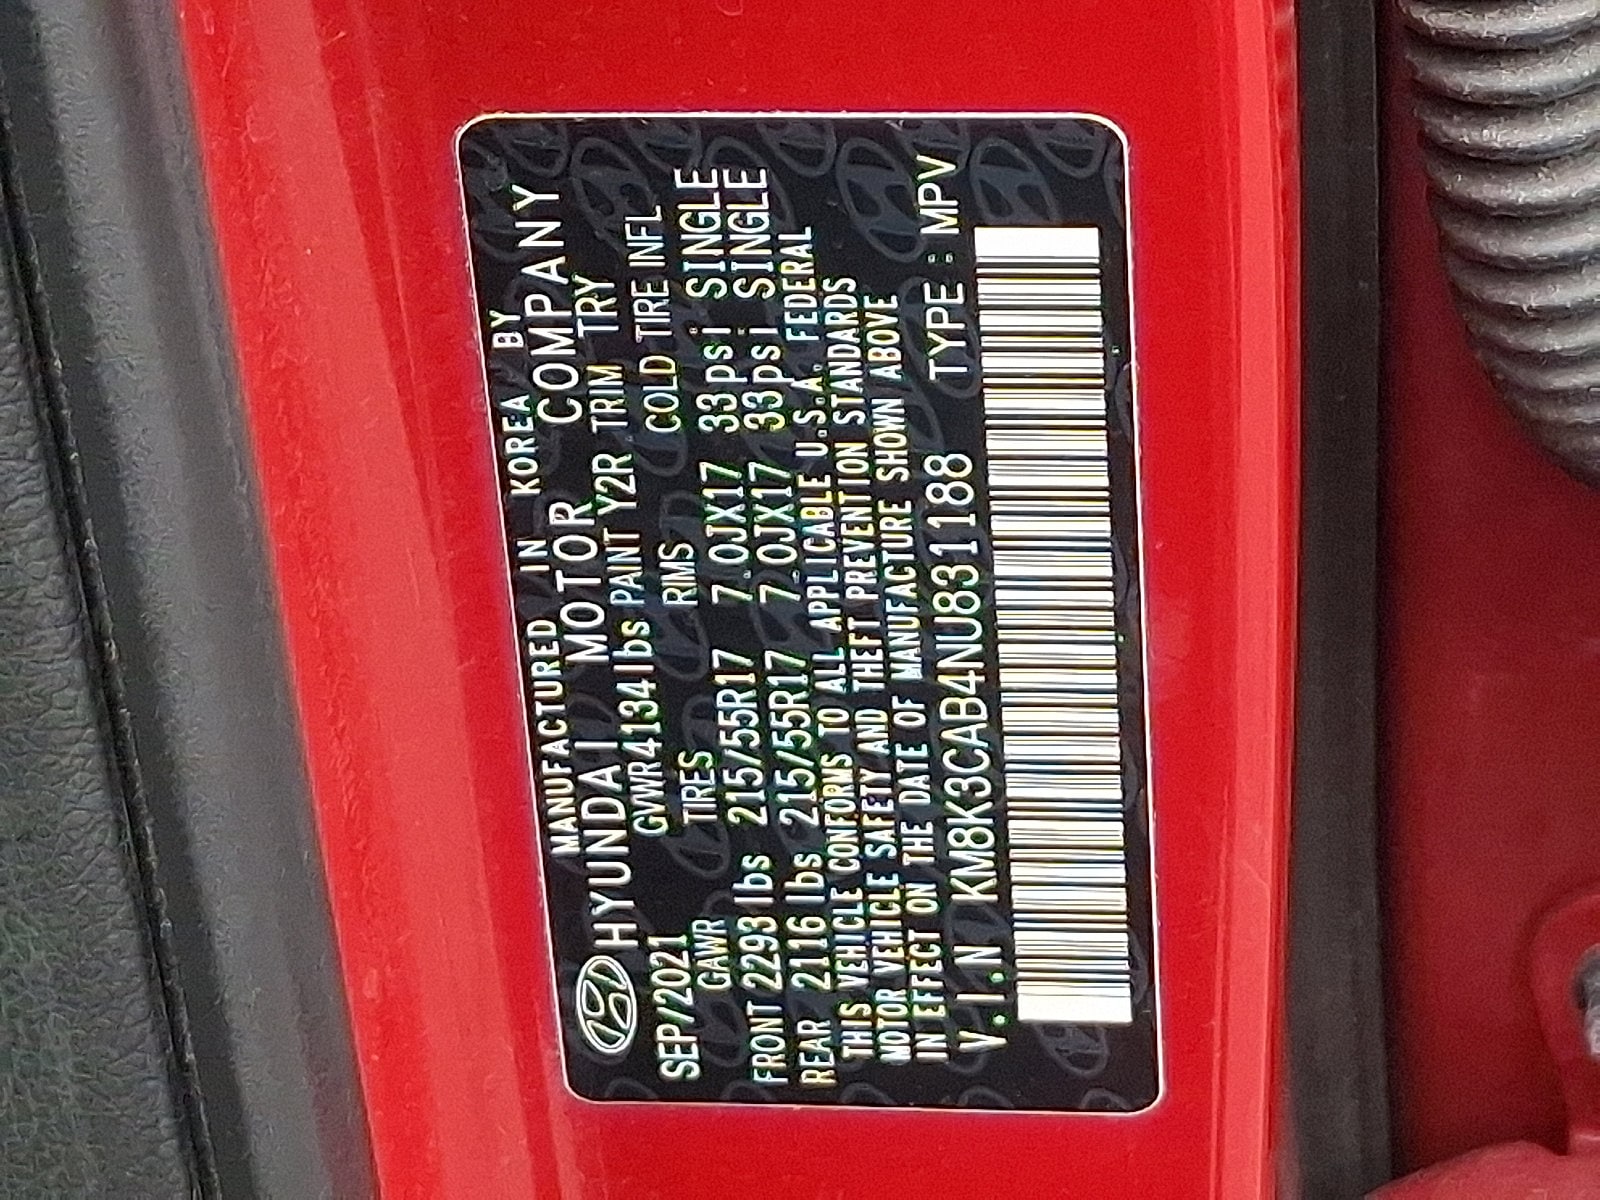 MANUFACTURED IN KOREA BY
HYUNDAI MOTOR COMPANY
SEP/2021 GVWR4134lbs PAINT Y2R TRIM TRY
GAWR TIRES RIMS COLD TIRE INFL
FRONT 2293 lbs 215/55R17 7.0JX17 33psi SINGLE
REAR 2116 lbs 215/55R17 7.0JX17 33psi SINGLE
THIS VEHICLE CONFORMS TO ALL APPLICABLE U.S.A. FEDERAL
MOTOR VEHICLE SAFETY AND THEFT PREVENTION STANDARDS
IN EFFECT ON THE DATE OF MANUFACTURE SHOWN ABOVE
V.I.N KM8K3CAB4NU831188 TYPE : MPV